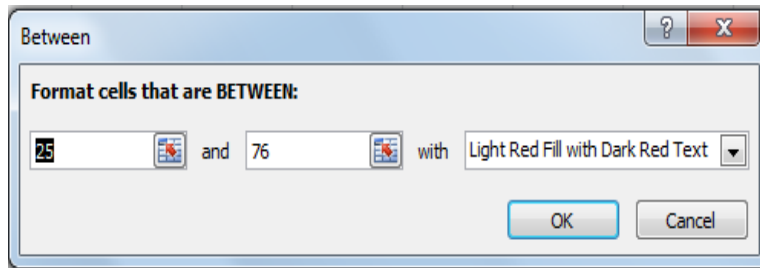 Between
Format cells that are BETWEEN:
25 and 76 with Light Red Fill with Dark Red Text
OK Cancel